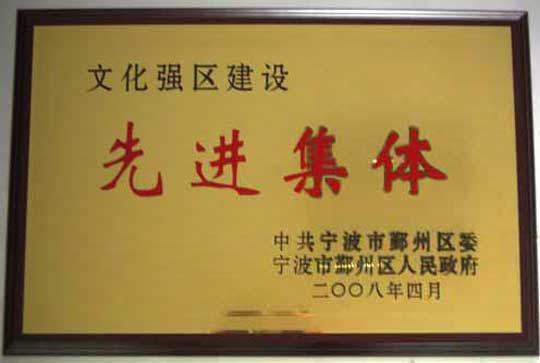 文化强区建设
先进集体
中共宁波市鄞州区委
宁波市鄞州区人民政府
二〇〇八年四月